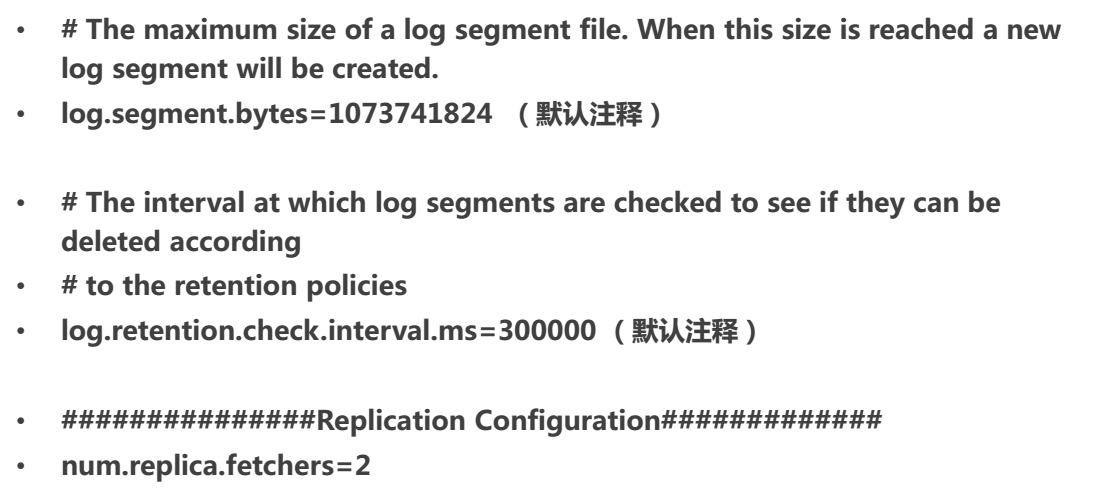 • # The maximum size of a log segment file. When this size is reached a new
log segment will be created.
• log.segment.bytes=1073741824 （默认注释）
• # The interval at which log segments are checked to see if they can be
deleted according
• # to the retention policies
• log.retention.check.interval.ms=300000（默认注释）
• ###############Replication Configuration#############
• num.replica.fetchers=2